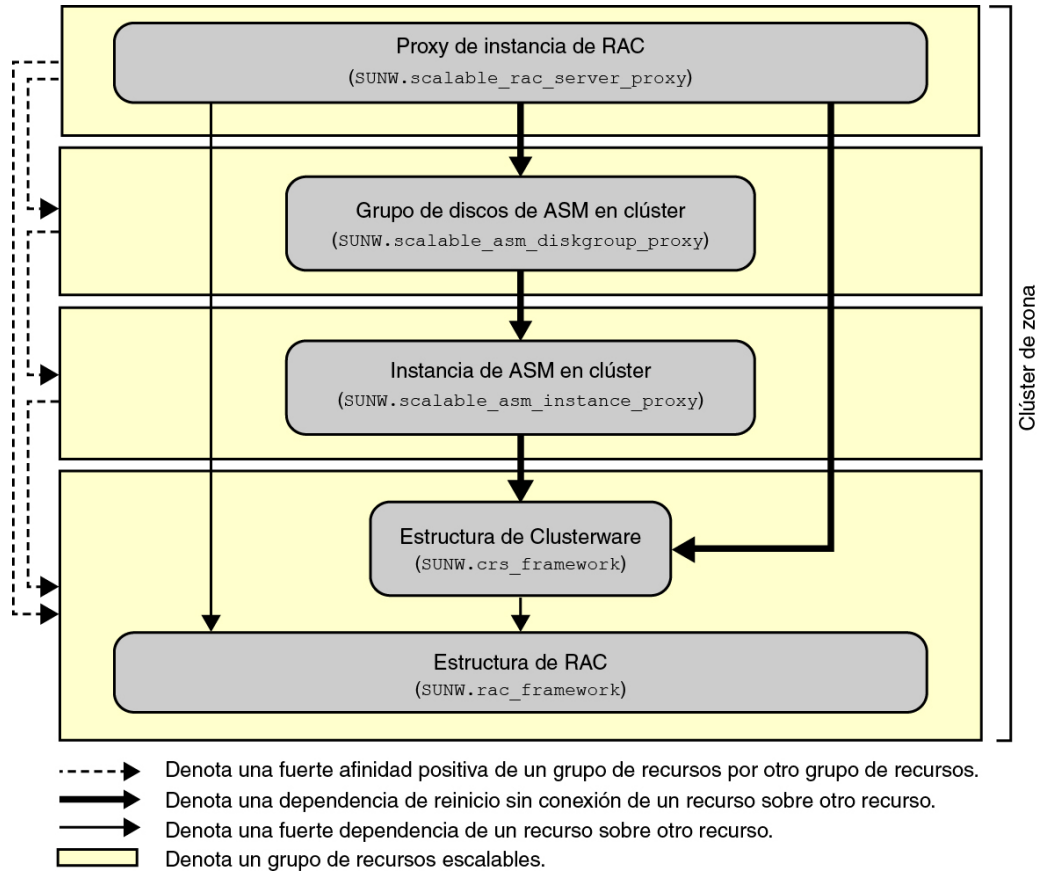 Proxy de instancia de RAC
(SUNW.scalable_rac_server_proxy)
Grupo de discos de ASM en clúster
(SUNW.scalable_asm_diskgroup_proxy)
Instancia de ASM en clúster
(SUNW.scalable_asm_instance_proxy)
Estructura de Clusterware
(SUNW.crs_framework)
Estructura de RAC
(SUNW.rac_framework)
Clúster de zona
Denota una fuerte afinidad positiva de un grupo de recursos por otro grupo de recursos.
Denota una dependencia de reinicio sin conexión de un recurso sobre otro recurso.
Denota una fuerte dependencia de un recurso sobre otro recurso.
Denota un grupo de recursos escalables.